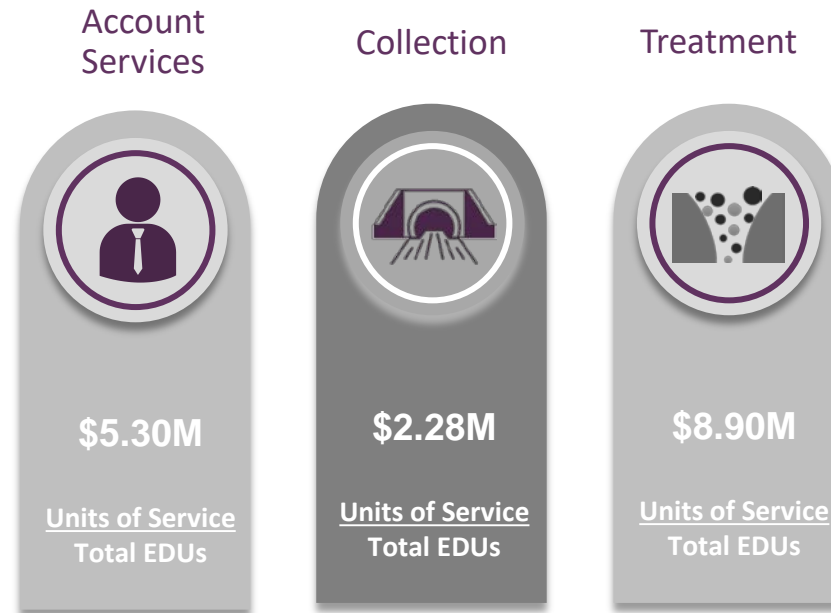 Account
Services
$5.30M
Units of Service
Total EDUs
Collection
$2.28M
Units of Service
Total EDUs
Treatment
$8.90M
Units of Service
Total EDUs